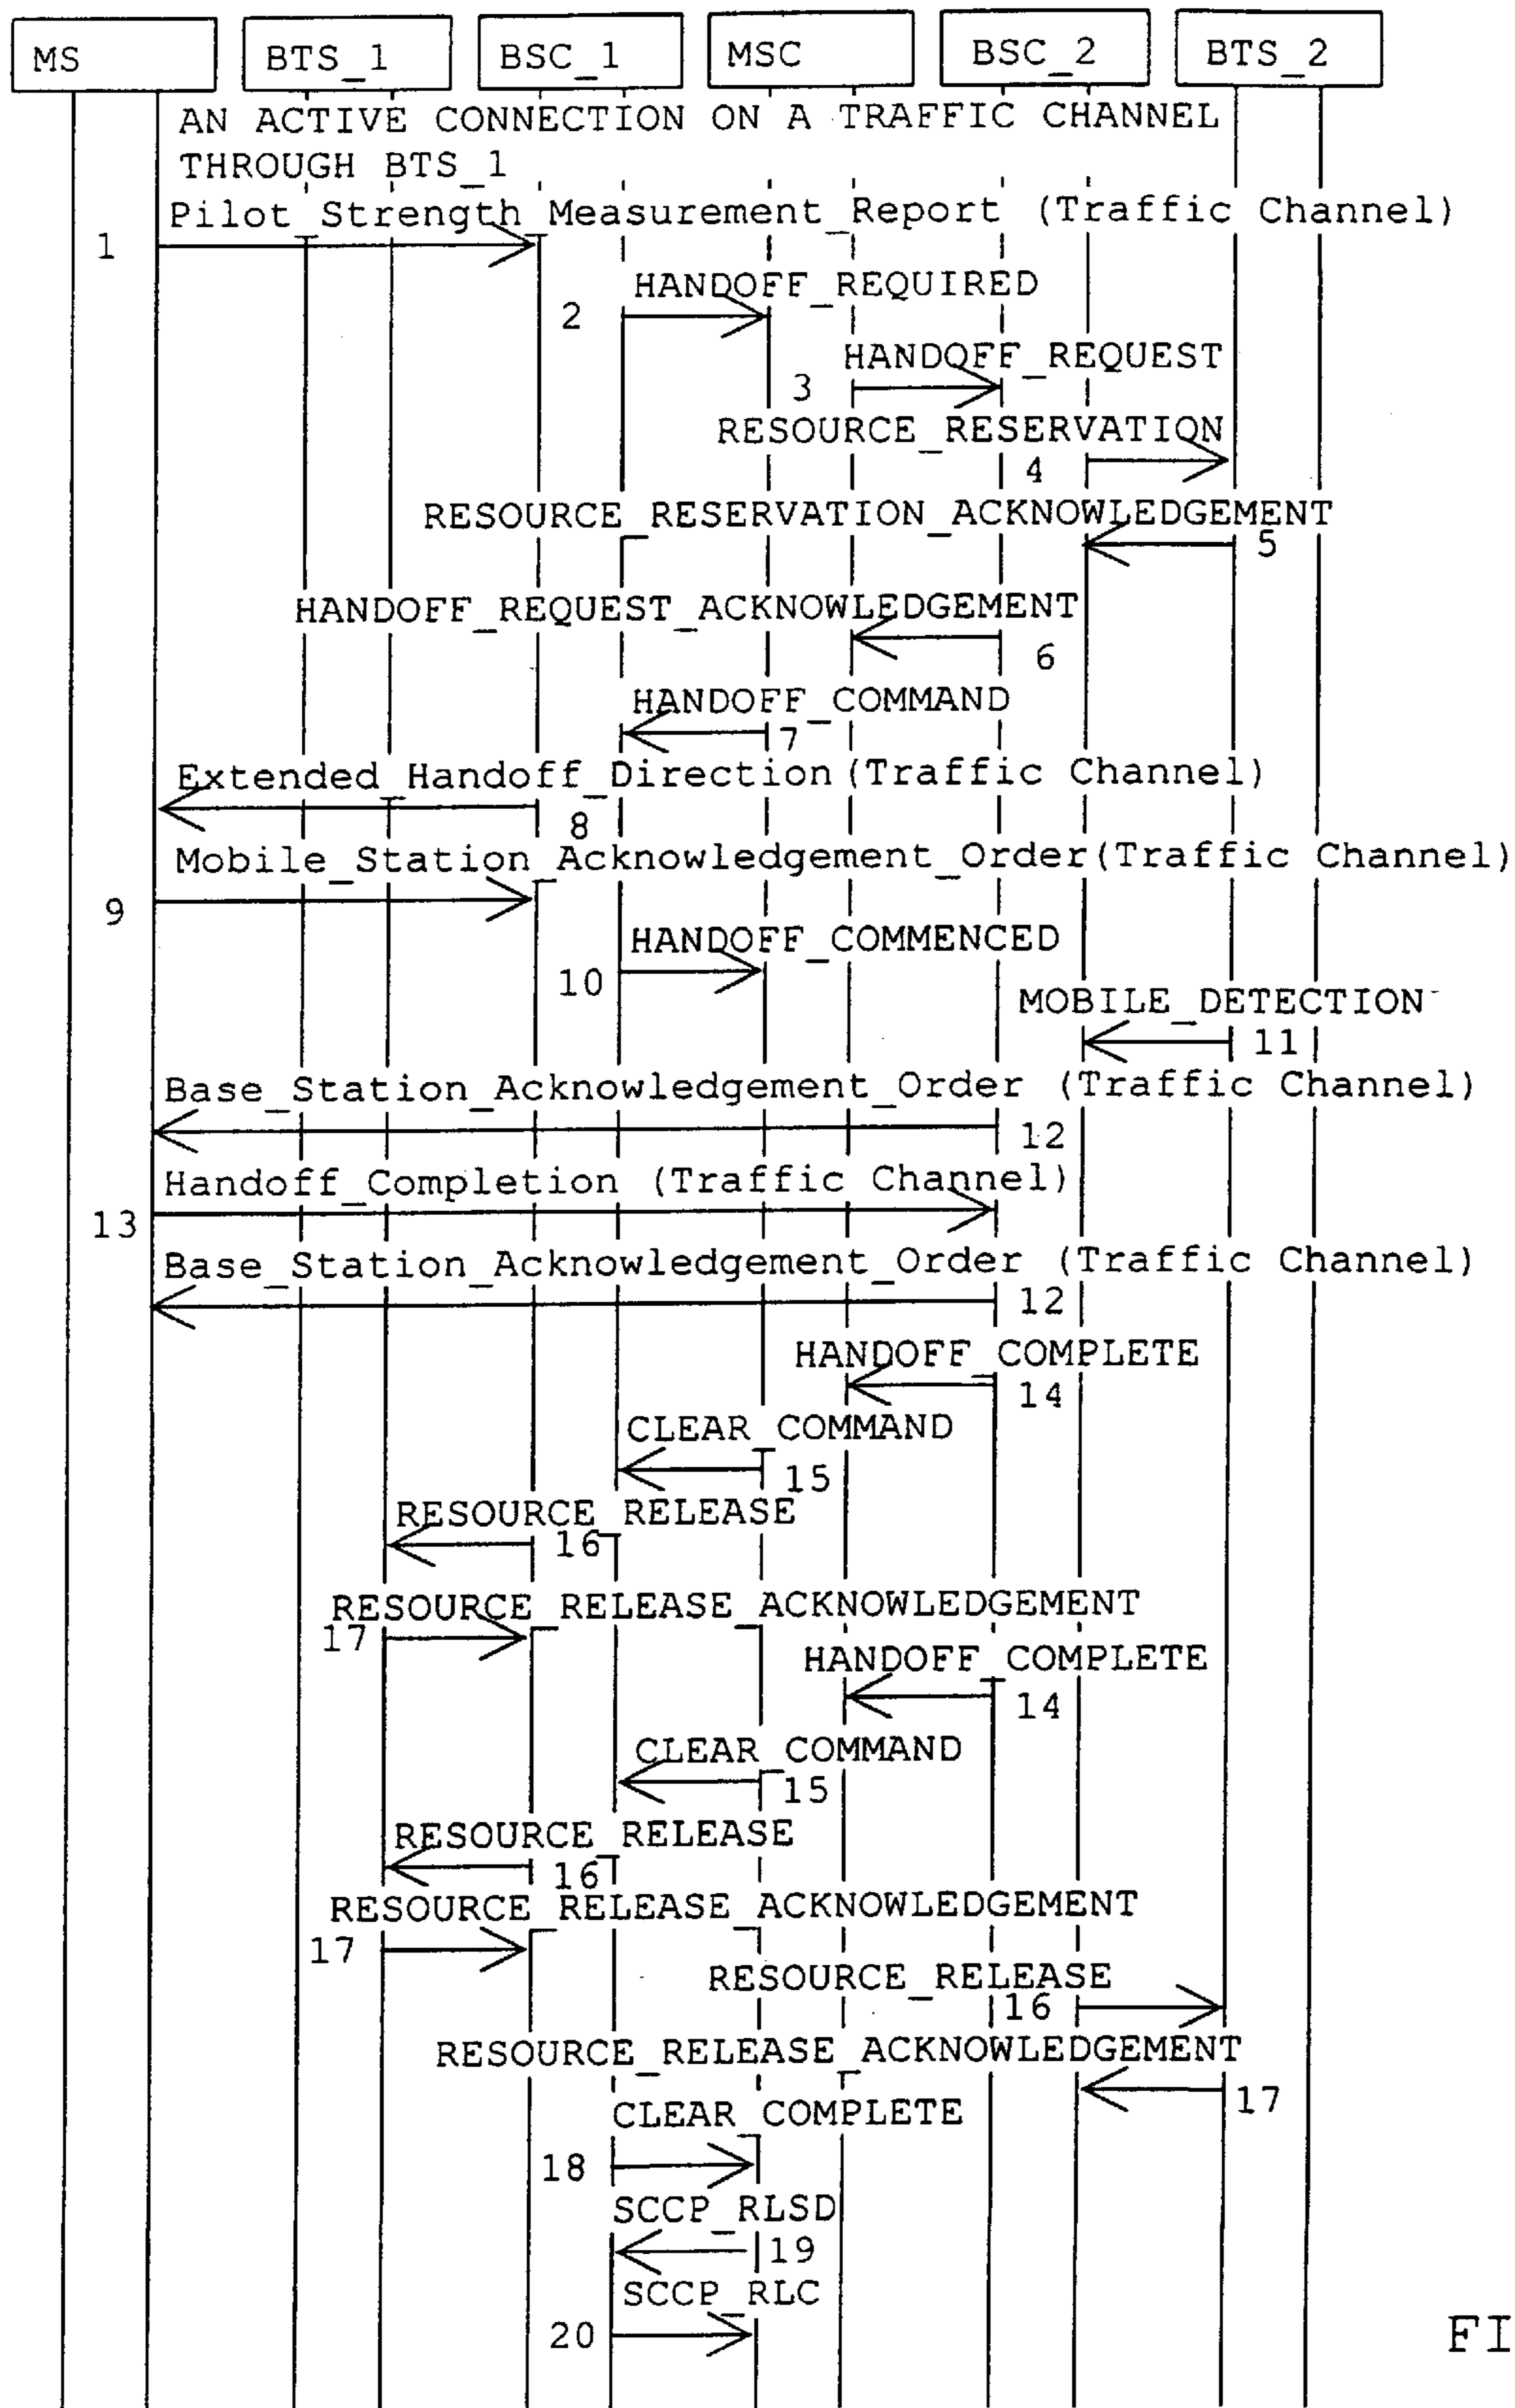 MS BTS_1 BSC_1 MSC BSC_2 BTS_2
AN ACTIVE CONNECTION ON A TRAFFIC CHANNEL
THROUGH BTS_1
Pilot_Strength_Measurement_Report (Traffic Channel)
1
HANDOFF_REQUIRED
2
HANDOFF_REQUEST
3
RESOURCE_RESERVATION
4
RESOURCE_RESERVATION_ACKNOWLEDGEMENT
5
HANDOFF_REQUEST_ACKNOWLEDGEMENT
6
HANDOFF_COMMAND
7
Extended_Handoff_Direction (Traffic Channel)
8
Mobile_Station_Acknowledgement_Order (Traffic Channel)
9
HANDOFF_COMMENCED
10
MOBILE_DETECTION
11
Base_Station_Acknowledgement_Order (Traffic Channel)
12
Handoff_Completion (Traffic Channel)
13
Base_Station_Acknowledgement_Order (Traffic Channel)
12
HANDOFF_COMPLETE
14
CLEAR_COMMAND
15
RESOURCE_RELEASE
16
RESOURCE_RELEASE_ACKNOWLEDGEMENT
17
HANDOFF_COMPLETE
14
CLEAR_COMMAND
15
RESOURCE_RELEASE
16
RESOURCE_RELEASE_ACKNOWLEDGEMENT
17
RESOURCE_RELEASE
16
RESOURCE_RELEASE_ACKNOWLEDGEMENT
17
CLEAR_COMPLETE
18
SCCP_RLSD
19
SCCP_RLC
20
FI